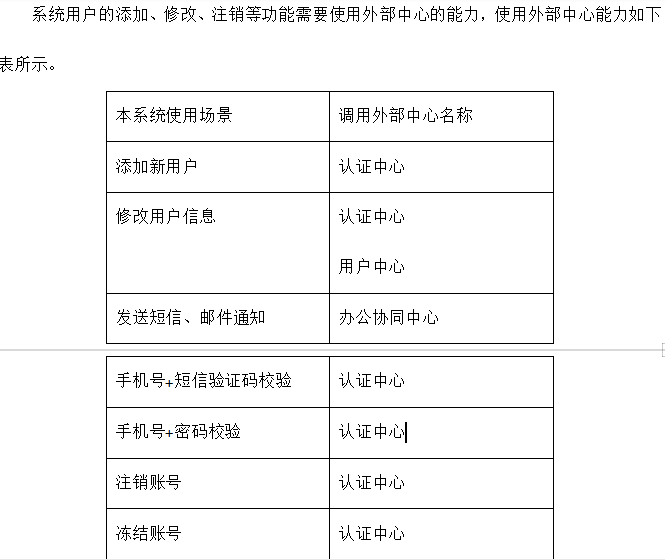 系统用户的添加、修改、注销等功能需要使用外部中心的能力，使用外部中心能力如下
表所示。
本系统使用场景 调用外部中心名称
添加新用户 认证中心
修改用户信息 认证中心
用户中心
发送短信、邮件通知 办公协同中心
手机号+短信验证码校验 认证中心
手机号+密码校验 认证中心
注销账号 认证中心
冻结账号 认证中心